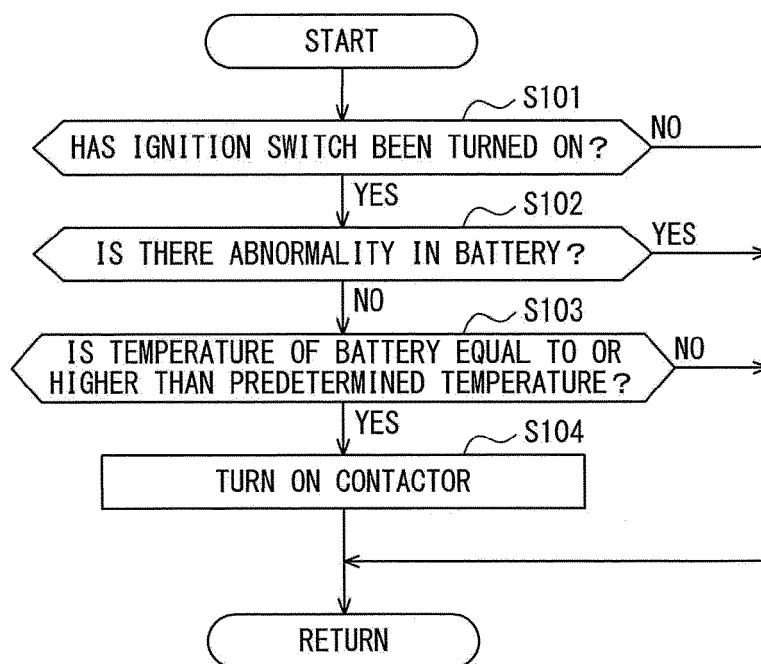 START
S101
HAS IGNITION SWITCH BEEN TURNED ON?
NO
YES
S102
IS THERE ABNORMALITY IN BATTERY?
YES
NO
S103
IS TEMPERATURE OF BATTERY EQUAL TO OR
HIGHER THAN PREDETERMINED TEMPERATURE?
NO
YES
S104
TURN ON CONTACTOR
RETURN